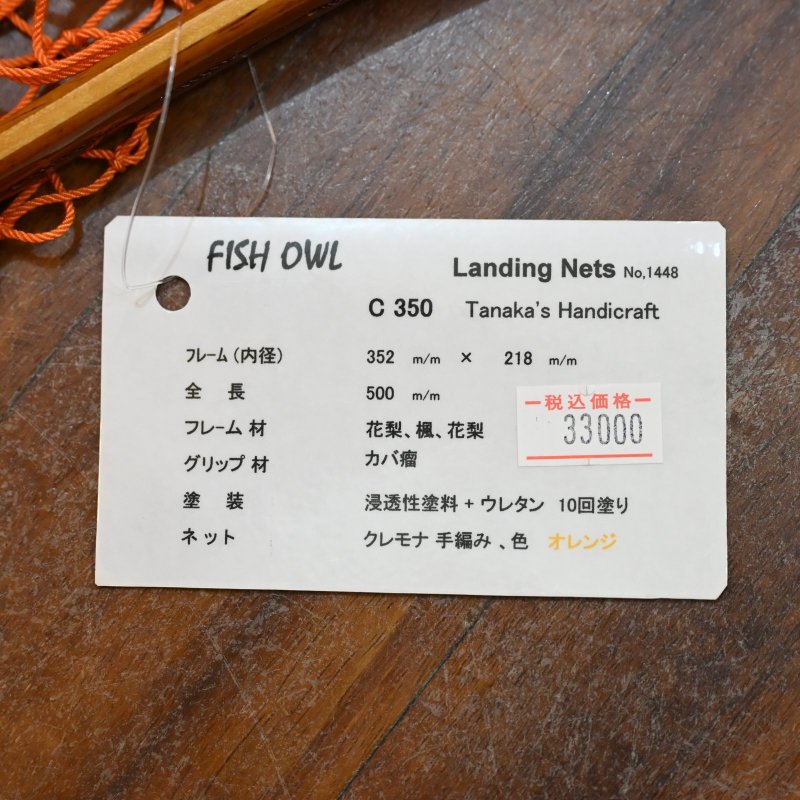 FISH OWL
Landing Nets No,1448
C 350 Tanaka's Handicraft
フレーム(内径) 352 m/m × 218 m/m
全 長 500 m/m
ー税込価格ー
33000
フレーム 材 花梨、楓、花梨
グリップ 材 カバ瘤
塗 装 浸透性塗料 + ウレタン 10回塗り
ネット クレモナ 手編み 、色 オレンジ